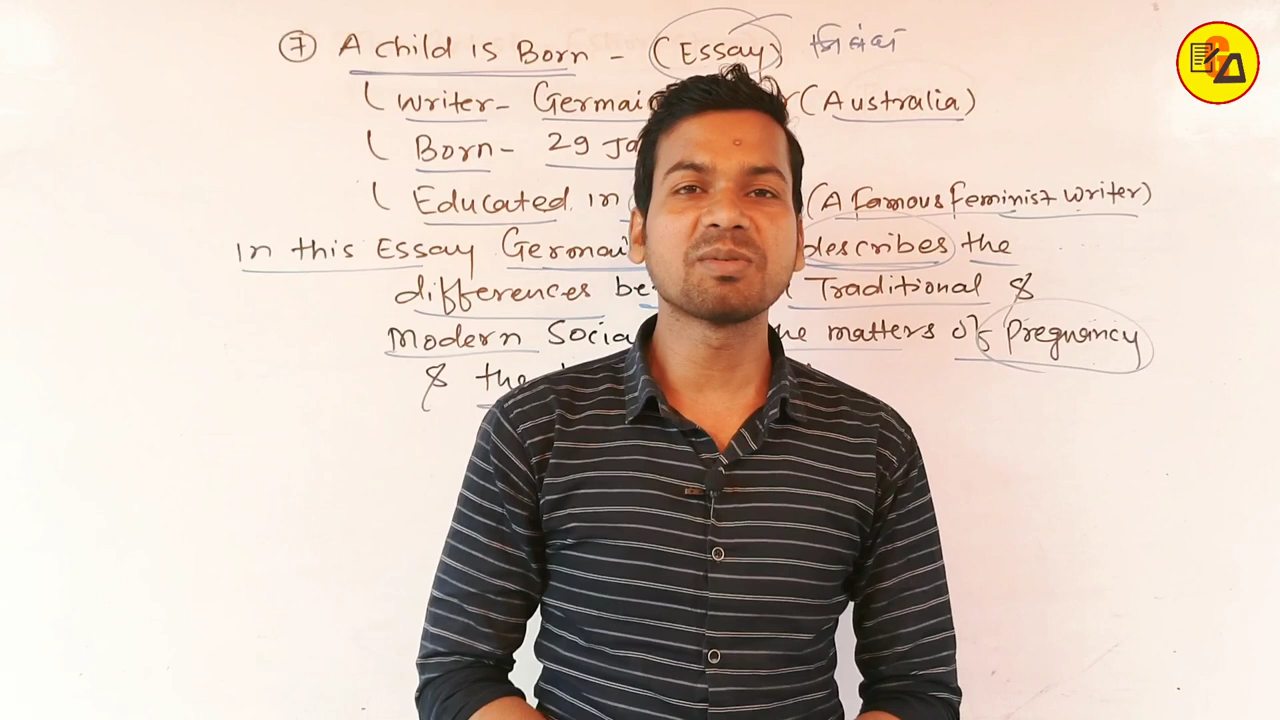 ⑦ A child is Born - (Essay) निबंध
Writer- Germai (Australia)
Born- 29 Ja
Educated in (A famous feminist writer)
In this Essay Germai describes the
differences be Traditional &
Modern Socia matters of Pregnancy
& the